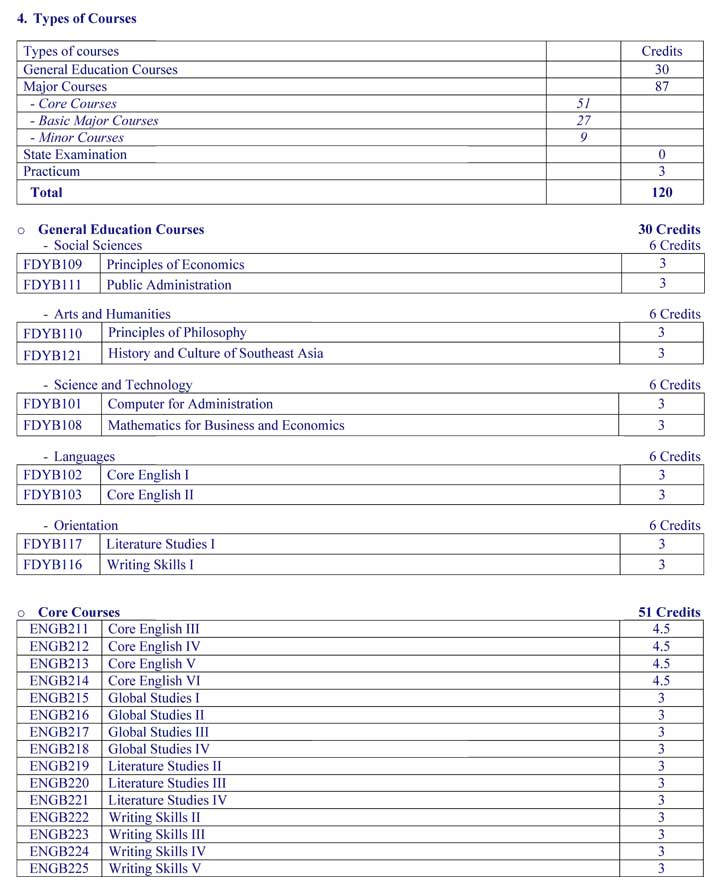 4. Types of Courses
Types of courses Credits
General Education Courses 30
Major Courses 87
- Core Courses 51
- Basic Major Courses 27
- Minor Courses 9
State Examination 0
Practicum 3
Total 120
o General Education Courses 30 Credits
- Social Sciences 6 Credits
FDYB109 Principles of Economics 3
FDYB111 Public Administration 3
- Arts and Humanities 6 Credits
FDYB110 Principles of Philosophy 3
FDYB121 History and Culture of Southeast Asia 3
- Science and Technology 6 Credits
FDYB101 Computer for Administration 3
FDYB108 Mathematics for Business and Economics 3
- Languages 6 Credits
FDYB102 Core English I 3
FDYB103 Core English II 3
- Orientation 6 Credits
FDYB117 Literature Studies I 3
FDYB116 Writing Skills I 3
o Core Courses 51 Credits
ENGB211 Core English III 4.5
ENGB212 Core English IV 4.5
ENGB213 Core English V 4.5
ENGB214 Core English VI 4.5
ENGB215 Global Studies I 3
ENGB216 Global Studies II 3
ENGB217 Global Studies III 3
ENGB218 Global Studies IV 3
ENGB219 Literature Studies II 3
ENGB220 Literature Studies III 3
ENGB221 Literature Studies IV 3
ENGB222 Writing Skills II 3
ENGB223 Writing Skills III 3
ENGB224 Writing Skills IV 3
ENGB225 Writing Skills V 3